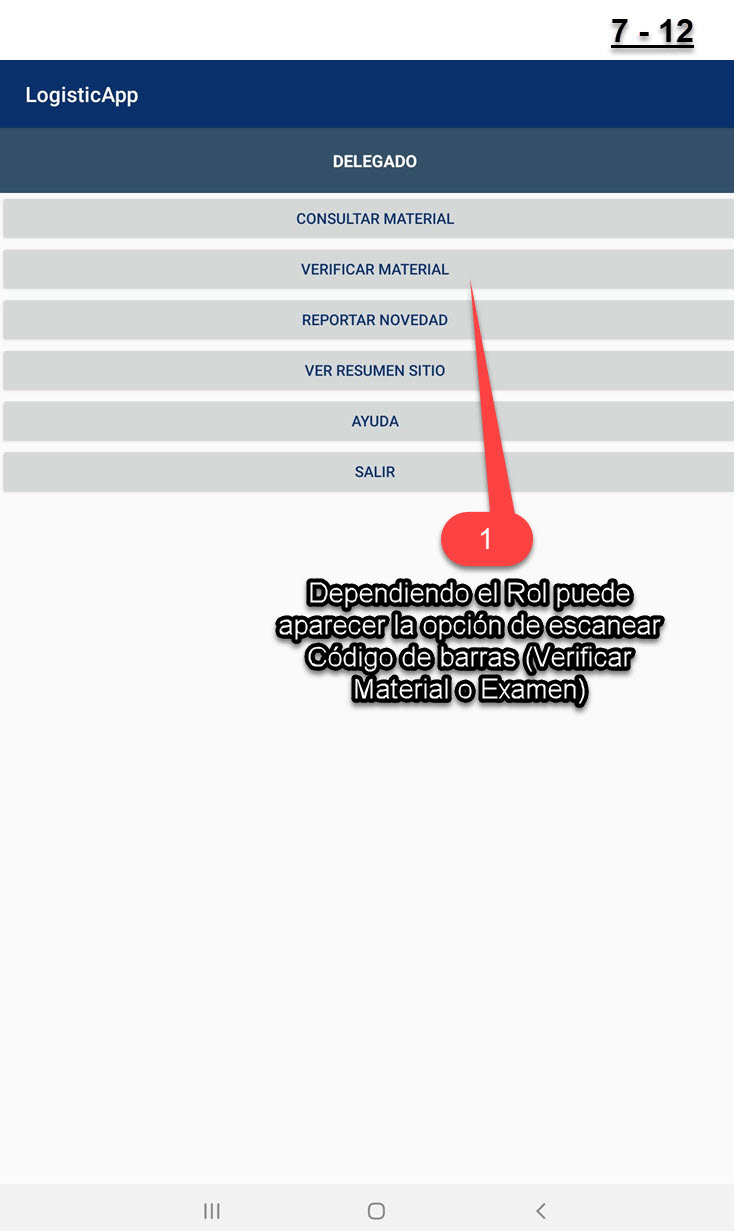 7 - 12
LogisticApp
DELEGADO
CONSULTAR MATERIAL
VERIFICAR MATERIAL
REPORTAR NOVEDAD
VER RESUMEN SITIO
AYUDA
SALIR
1
Dependiendo el Rol puede
aparecer la opción de escanear
Código de barras (Verificar
Material o Examen)